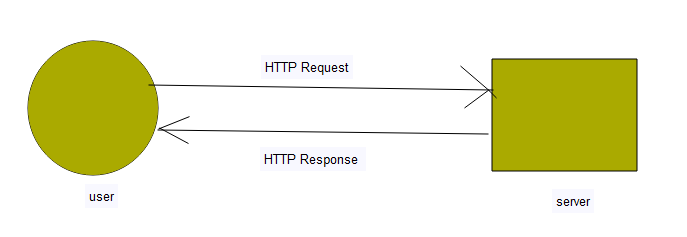 HTTP Request
HTTP Response
user
server